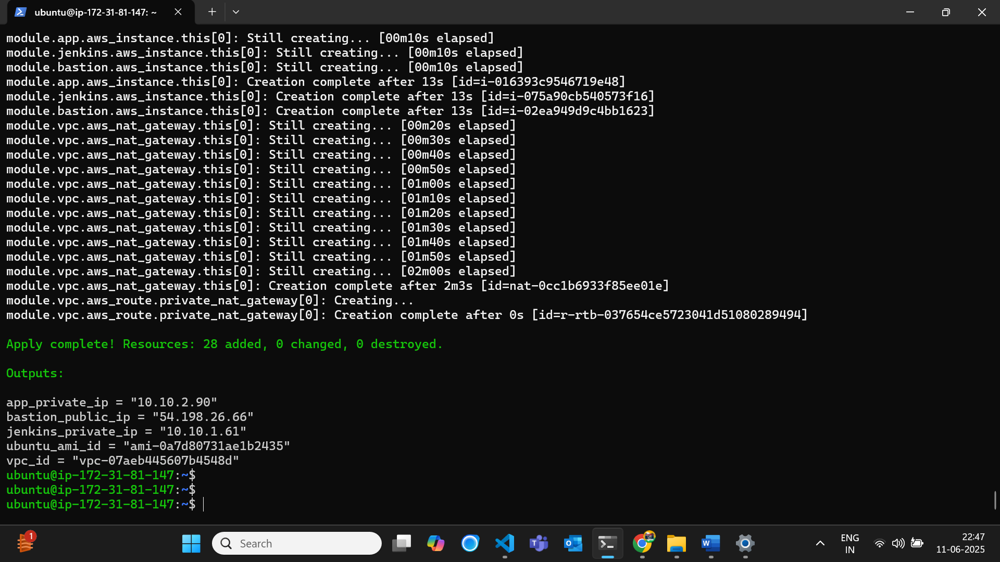 ubuntu@ip-172-31-81-147: ~
module.app.aws_instance.this[0]: Still creating... [00m10s elapsed]
module.jenkins.aws_instance.this[0]: Still creating... [00m10s elapsed]
module.bastion.aws_instance.this[0]: Still creating... [00m10s elapsed]
module.app.aws_instance.this[0]: Creation complete after 13s [id=i-016393c9546719e48]
module.jenkins.aws_instance.this[0]: Creation complete after 13s [id=i-075a90cb540573f16]
module.bastion.aws_instance.this[0]: Creation complete after 13s [id=i-02ea949d9c4bb1623]
module.vpc.aws_nat_gateway.this[0]: Still creating... [00m20s elapsed]
module.vpc.aws_nat_gateway.this[0]: Still creating... [00m30s elapsed]
module.vpc.aws_nat_gateway.this[0]: Still creating... [00m40s elapsed]
module.vpc.aws_nat_gateway.this[0]: Still creating... [00m50s elapsed]
module.vpc.aws_nat_gateway.this[0]: Still creating... [01m00s elapsed]
module.vpc.aws_nat_gateway.this[0]: Still creating... [01m10s elapsed]
module.vpc.aws_nat_gateway.this[0]: Still creating... [01m20s elapsed]
module.vpc.aws_nat_gateway.this[0]: Still creating... [01m30s elapsed]
module.vpc.aws_nat_gateway.this[0]: Still creating... [01m40s elapsed]
module.vpc.aws_nat_gateway.this[0]: Still creating... [01m50s elapsed]
module.vpc.aws_nat_gateway.this[0]: Still creating... [02m00s elapsed]
module.vpc.aws_nat_gateway.this[0]: Creation complete after 2m3s [id=nat-0cc1b6933f85ee01e]
module.vpc.aws_route.private_nat_gateway[0]: Creating...
module.vpc.aws_route.private_nat_gateway[0]: Creation complete after 0s [id=r-rtb-037654ce5723041d51080289494]
Apply complete! Resources: 28 added, 0 changed, 0 destroyed.
Outputs:
app_private_ip = "10.10.2.90"
bastion_public_ip = "54.198.26.66"
jenkins_private_ip = "10.10.1.61"
ubuntu_ami_id = "ami-0a7d80731ae1b2435"
vpc_id = "vpc-07aeb445607b4548d"
ubuntu@ip-172-31-81-147:~$
ubuntu@ip-172-31-81-147:~$
ubuntu@ip-172-31-81-147:~$
1
Search
ENG
IN
22:47
11-06-2025